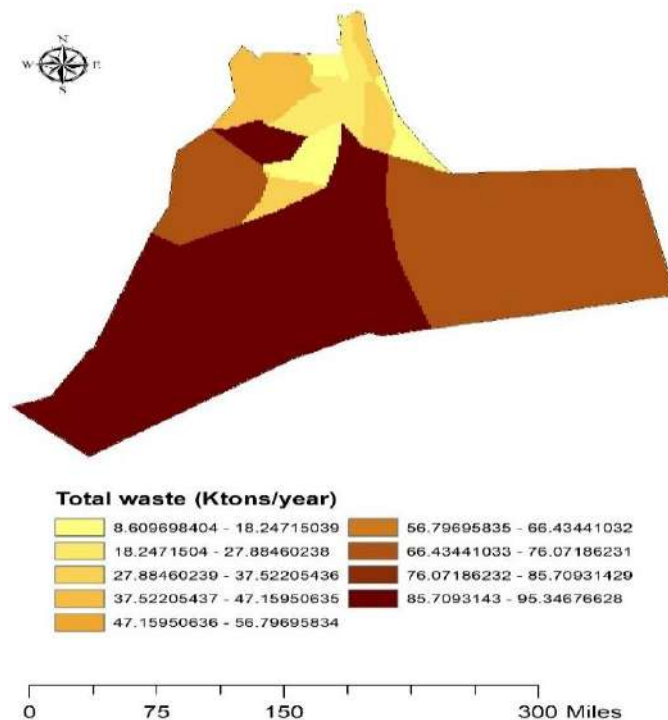 N
W E
S
Total waste (Ktons/year)
8.609698404 - 18.24715039
18.2471504 - 27.88460238
27.88460239 - 37.52205436
37.52205437 - 47.15950635
47.15950636 - 56.79695834
56.79695835 - 66.43441032
66.43441033 - 76.07186231
76.07186232 - 85.70931429
85.7093143 - 95.34676628
0 75 150 300 Miles